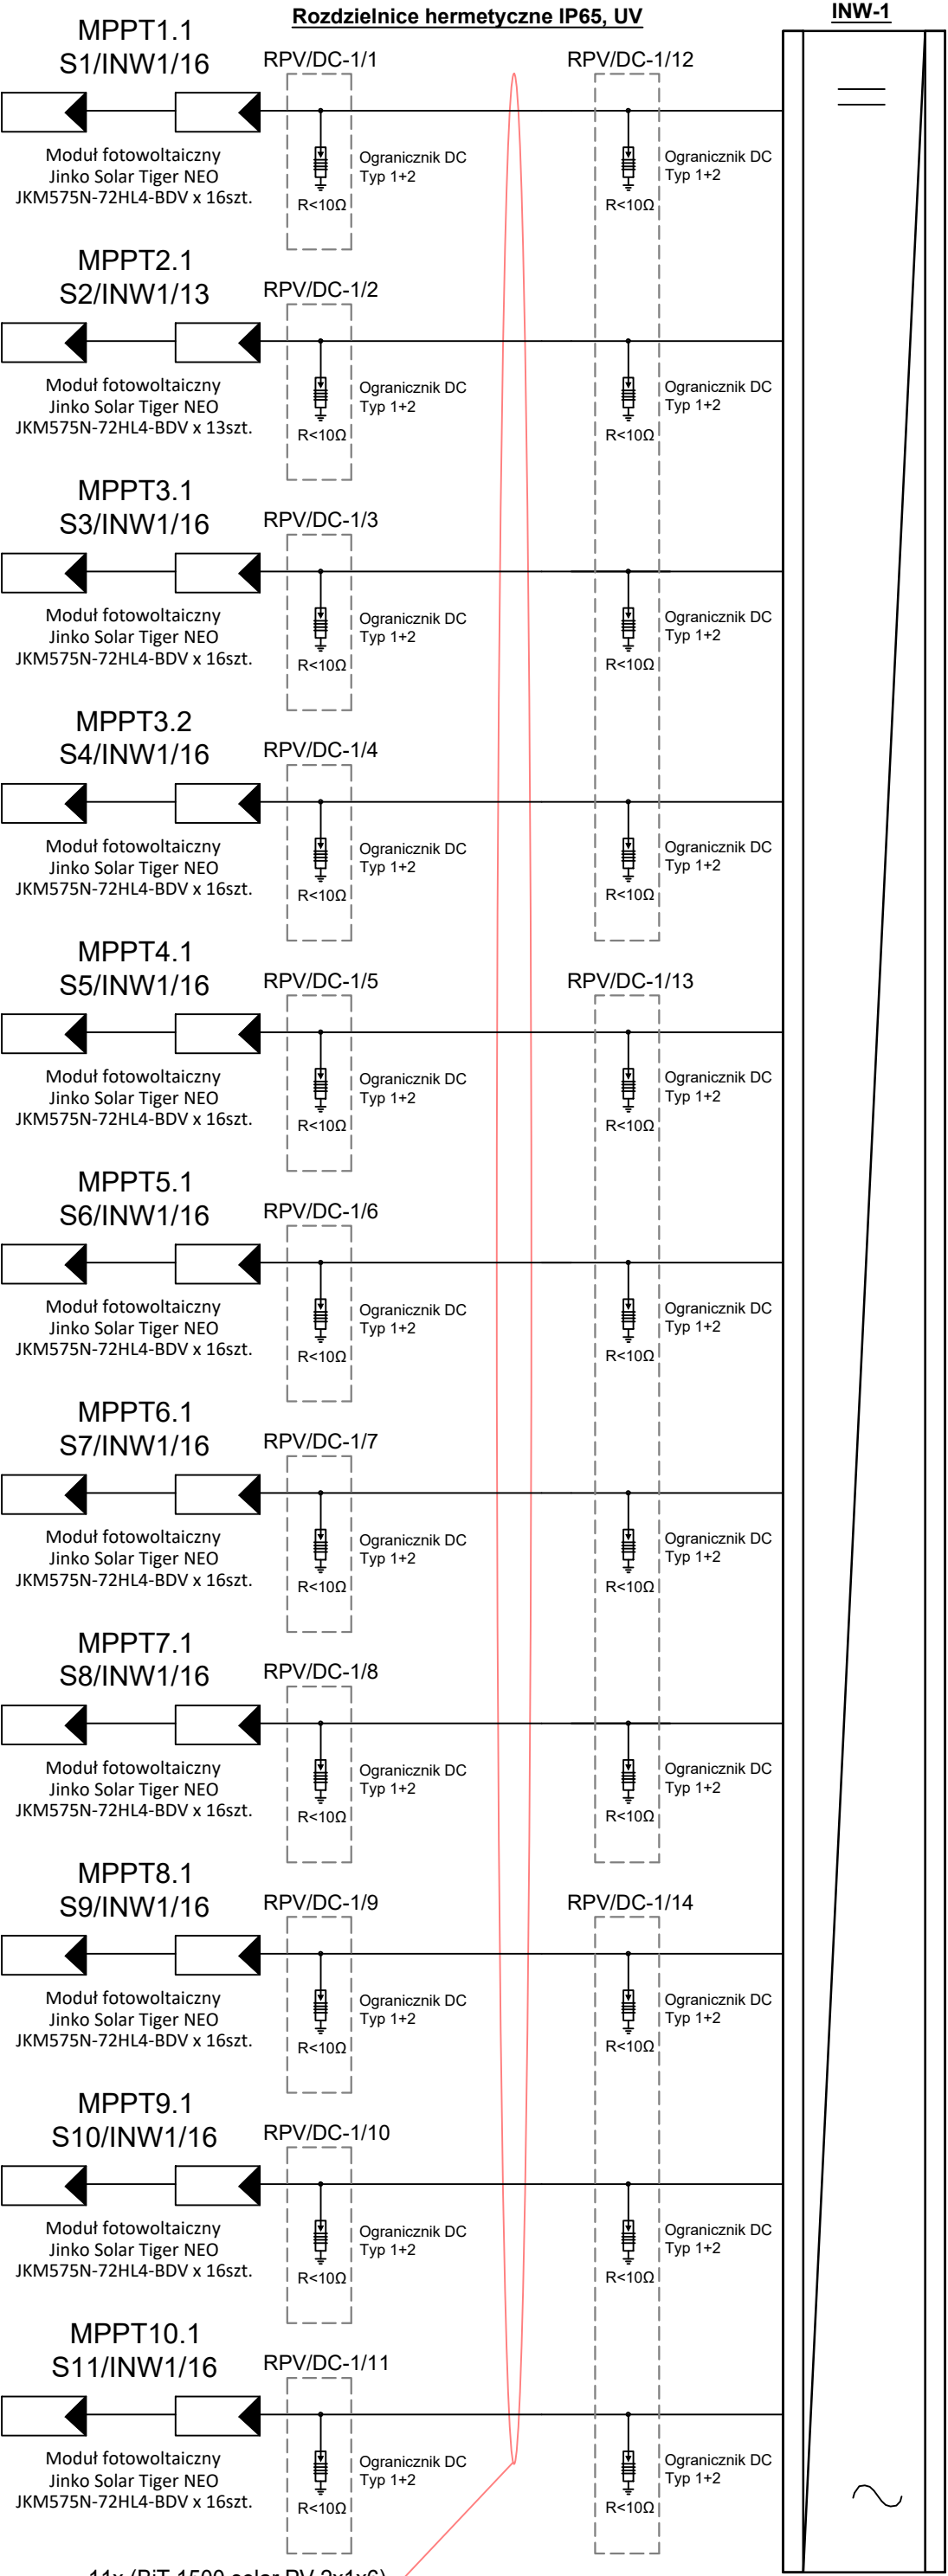 Rozdzielnice hermetyczne IP65, UV
INW-1
MPPT1.1
S1/INW1/16
RPV/DC-1/1
RPV/DC-1/12
Moduł fotowoltaiczny
Jinko Solar Tiger NEO
JKM575N-72HL4-BDV x 16szt.
Ogranicznik DC
Typ 1+2
R<10Ω
Ogranicznik DC
Typ 1+2
R<10Ω
MPPT2.1
S2/INW1/13
RPV/DC-1/2
Moduł fotowoltaiczny
Jinko Solar Tiger NEO
JKM575N-72HL4-BDV x 13szt.
Ogranicznik DC
Typ 1+2
R<10Ω
Ogranicznik DC
Typ 1+2
R<10Ω
MPPT3.1
S3/INW1/16
RPV/DC-1/3
Moduł fotowoltaiczny
Jinko Solar Tiger NEO
JKM575N-72HL4-BDV x 16szt.
Ogranicznik DC
Typ 1+2
R<10Ω
Ogranicznik DC
Typ 1+2
R<10Ω
MPPT3.2
S4/INW1/16
RPV/DC-1/4
Moduł fotowoltaiczny
Jinko Solar Tiger NEO
JKM575N-72HL4-BDV x 16szt.
Ogranicznik DC
Typ 1+2
R<10Ω
Ogranicznik DC
Typ 1+2
R<10Ω
MPPT4.1
S5/INW1/16
RPV/DC-1/5
RPV/DC-1/13
Moduł fotowoltaiczny
Jinko Solar Tiger NEO
JKM575N-72HL4-BDV x 16szt.
Ogranicznik DC
Typ 1+2
R<10Ω
Ogranicznik DC
Typ 1+2
R<10Ω
MPPT5.1
S6/INW1/16
RPV/DC-1/6
Moduł fotowoltaiczny
Jinko Solar Tiger NEO
JKM575N-72HL4-BDV x 16szt.
Ogranicznik DC
Typ 1+2
R<10Ω
Ogranicznik DC
Typ 1+2
R<10Ω
MPPT6.1
S7/INW1/16
RPV/DC-1/7
Moduł fotowoltaiczny
Jinko Solar Tiger NEO
JKM575N-72HL4-BDV x 16szt.
Ogranicznik DC
Typ 1+2
R<10Ω
Ogranicznik DC
Typ 1+2
R<10Ω
MPPT7.1
S8/INW1/16
RPV/DC-1/8
Moduł fotowoltaiczny
Jinko Solar Tiger NEO
JKM575N-72HL4-BDV x 16szt.
Ogranicznik DC
Typ 1+2
R<10Ω
Ogranicznik DC
Typ 1+2
R<10Ω
MPPT8.1
S9/INW1/16
RPV/DC-1/9
RPV/DC-1/14
Moduł fotowoltaiczny
Jinko Solar Tiger NEO
JKM575N-72HL4-BDV x 16szt.
Ogranicznik DC
Typ 1+2
R<10Ω
Ogranicznik DC
Typ 1+2
R<10Ω
MPPT9.1
S10/INW1/16
RPV/DC-1/10
Moduł fotowoltaiczny
Jinko Solar Tiger NEO
JKM575N-72HL4-BDV x 16szt.
Ogranicznik DC
Typ 1+2
R<10Ω
Ogranicznik DC
Typ 1+2
R<10Ω
MPPT10.1
S11/INW1/16
RPV/DC-1/11
Moduł fotowoltaiczny
Jinko Solar Tiger NEO
JKM575N-72HL4-BDV x 16szt.
Ogranicznik DC
Typ 1+2
R<10Ω
Ogranicznik DC
Typ 1+2
R<10Ω
11x (BiT 1500 solar PV 2x1x6)